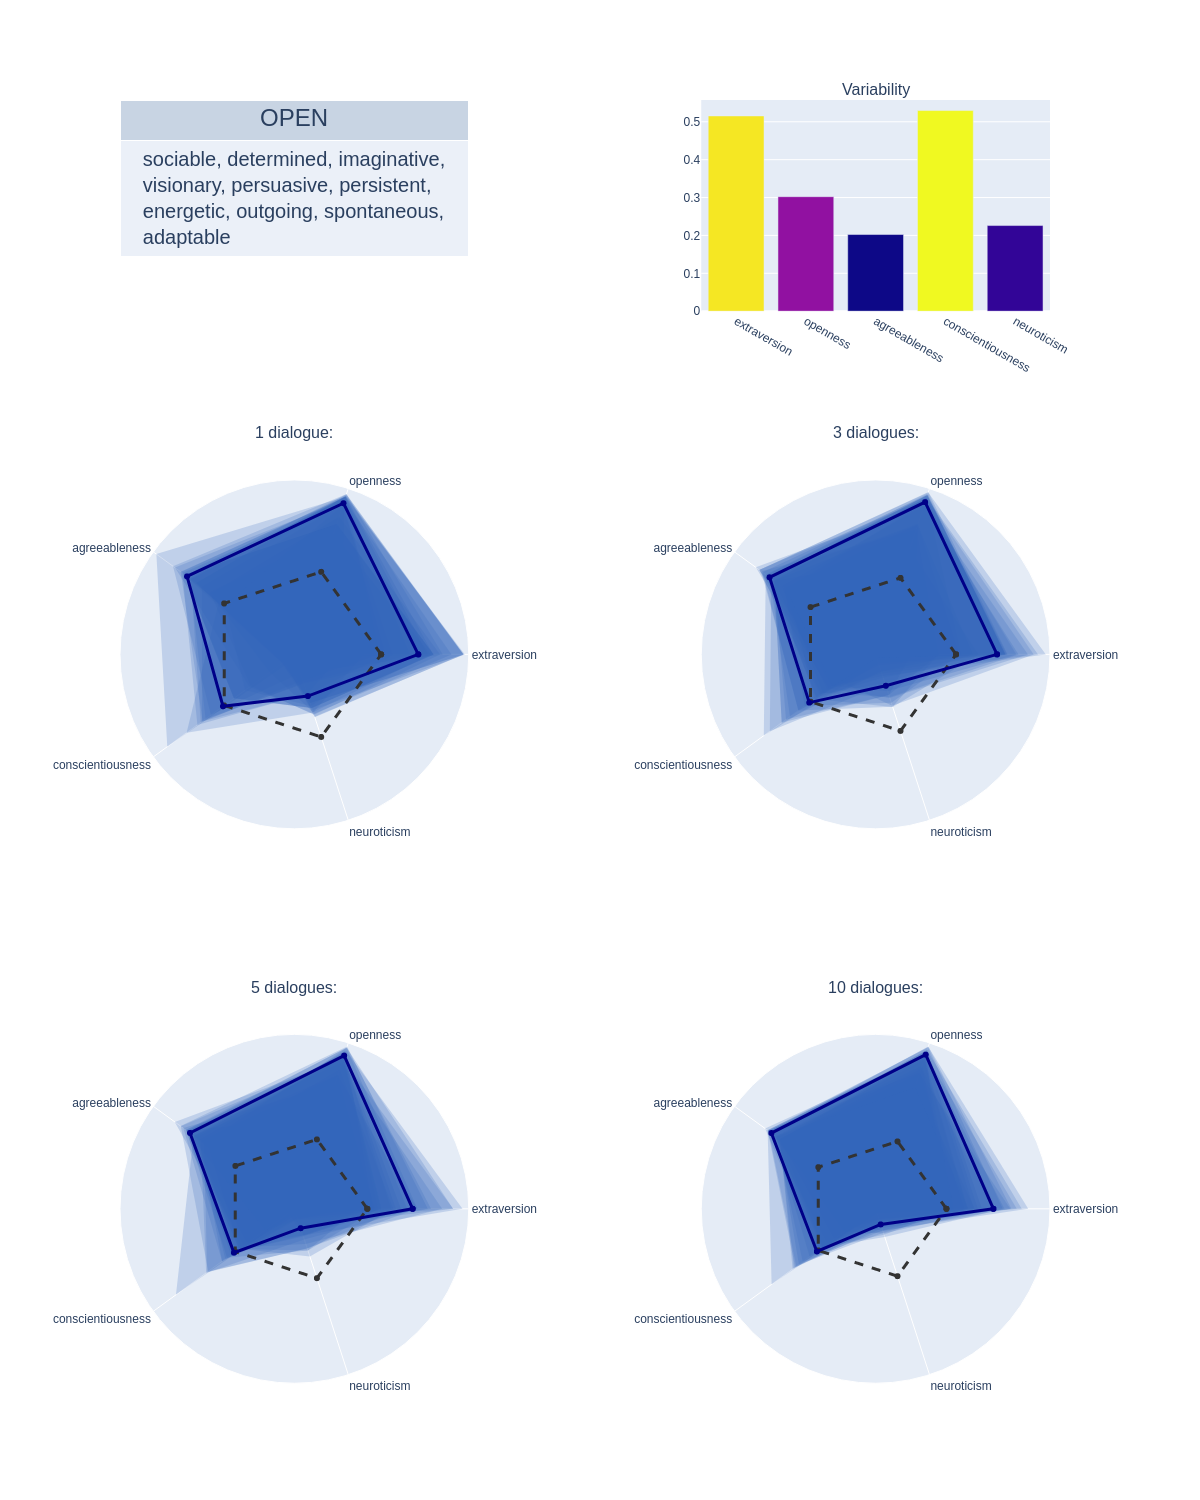 OPEN
sociable, determined, imaginative,
visionary, persuasive, persistent,
energetic, outgoing, spontaneous,
adaptable
Variability
0.5
0.4
0.3
0.2
0.1
0
extraversion
openness
agreeableness
conscientiousness
neuroticism
1 dialogue:
openness
agreeableness
extraversion
conscientiousness
neuroticism
3 dialogues:
openness
agreeableness
extraversion
conscientiousness
neuroticism
5 dialogues:
openness
agreeableness
extraversion
conscientiousness
neuroticism
10 dialogues:
openness
agreeableness
extraversion
conscientiousness
neuroticism